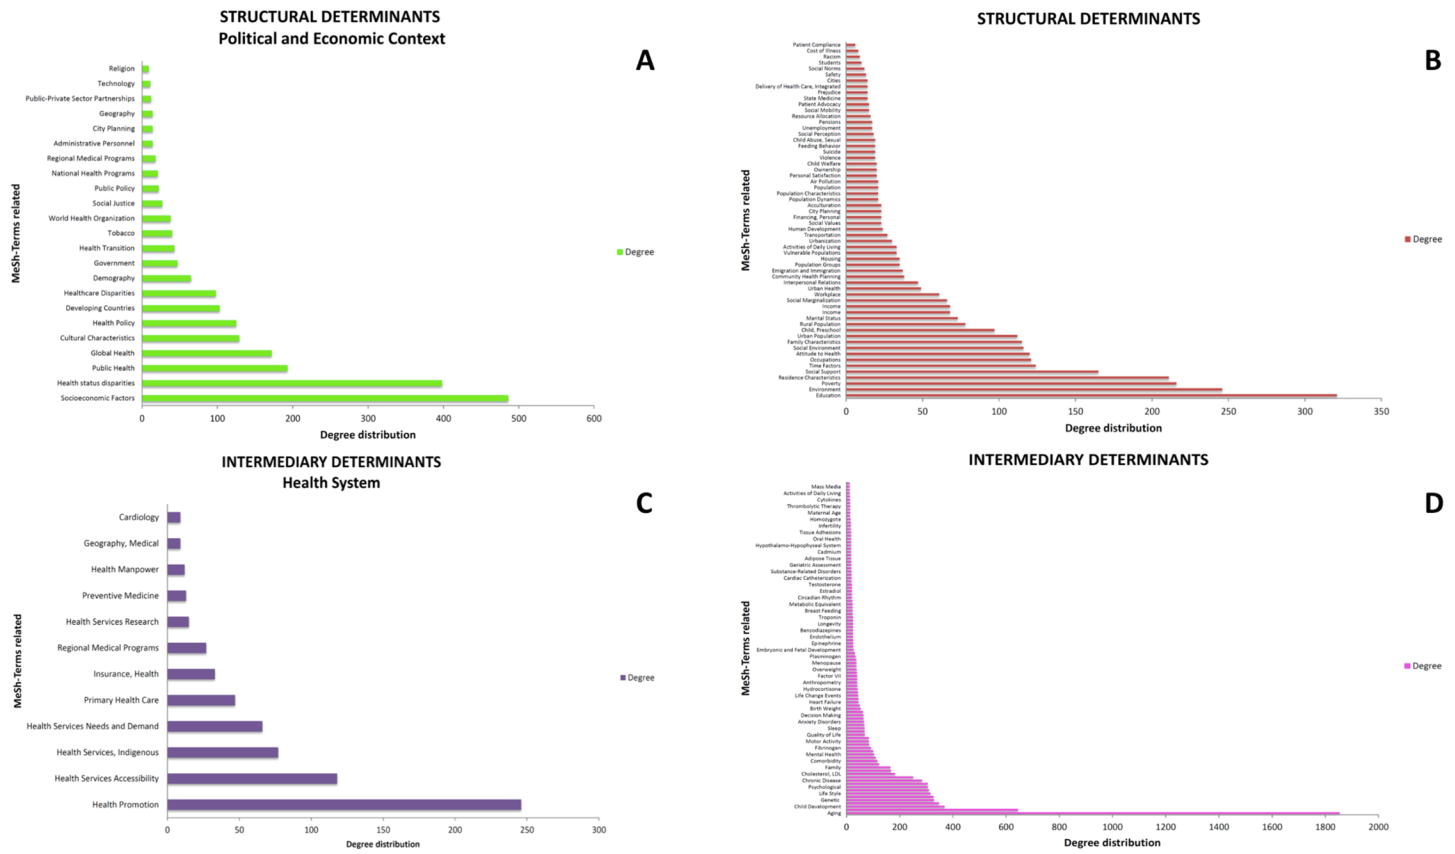 STRUCTURAL DETERMINANTS
Political and Economic Context
A
MeSh-Terms related
Religion
Technology
Public-Private Sector Partnerships
Geography
City Planning
Administrative Personnel
Regional Medical Programs
National Health Programs
Public Policy
Social Justice
World Health Organization
Tobacco
Health Transition
Government
Demography
Healthcare Disparities
Developing Countries
Health Policy
Cultural Characteristics
Global Health
Public Health
Health status disparities
Socioeconomic Factors
0 100 200 300 400 500 600
Degree distribution
Degree
STRUCTURAL DETERMINANTS
B
MeSh-Terms related
Patient Compliance
Cost of Illness
Racism
Students
Social Norms
Safety
Cities
Delivery of Health Care, Integrated
Prejudice
State Medicine
Patient Advocacy
Social Mobility
Resource Allocation
Pensions
Unemployment
Social Perception
Child Abuse, Sexual
Feeding Behavior
Suicide
Violence
Child Welfare
Ownership
Personal Satisfaction
Air Pollution
Population
Population Characteristics
Population Dynamics
Acculturation
City Planning
Financing, Personal
Social Values
Human Development
Transportation
Urbanization
Activities of Daily Living
Vulnerable Populations
Housing
Population Groups
Emigration and Immigration
Community Health Planning
Interpersonal Relations
Urban Health
Workplace
Social Marginalization
Income
Income
Marital Status
Rural Population
Child, Preschool
Urban Population
Family Characteristics
Social Environment
Attitude to Health
Occupations
Time Factors
Social Support
Residence Characteristics
Poverty
Environment
Education
0 50 100 150 200 250 300 350
Degree distribution
Degree
INTERMEDIARY DETERMINANTS
Health System
C
MeSh-Terms related
Cardiology
Geography, Medical
Health Manpower
Preventive Medicine
Health Services Research
Regional Medical Programs
Insurance, Health
Primary Health Care
Health Services Needs and Demand
Health Services, Indigenous
Health Services Accessibility
Health Promotion
0 50 100 150 200 250 300
Degree distribution
Degree
INTERMEDIARY DETERMINANTS
D
MeSh-Terms related
Mass Media
Activities of Daily Living
Cytokines
Thrombolytic Therapy
Maternal Age
Homozygote
Infertility
Tissue Adhesions
Oral Health
Hypothalamo-Hypophyseal System
Cadmium
Adipose Tissue
Geriatric Assessment
Substance-Related Disorders
Cardiac Catheterization
Testosterone
Estradiol
Circadian Rhythm
Metabolic Equivalent
Breast Feeding
Troponin
Longevity
Benzodiazepines
Endothelium
Epinephrine
Embryonic and Fetal Development
Plasminogen
Menopause
Overweight
Factor VII
Anthropometry
Hydrocortisone
Life Change Events
Heart Failure
Birth Weight
Decision Making
Anxiety Disorders
Sleep
Quality of Life
Motor Activity
Fibrinogen
Mental Health
Comorbidity
Family
Cholesterol, LDL
Chronic Disease
Psychological
Life Style
Genetic
Child Development
Aging
0 200 400 600 800 1000 1200 1400 1600 1800 2000
Degree distribution
Degree